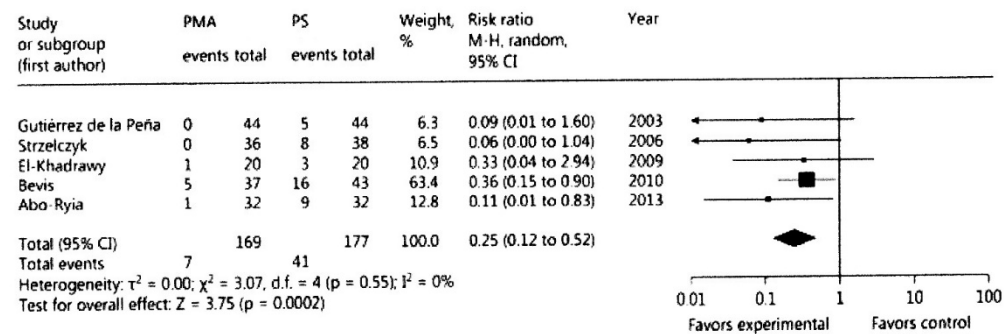 Study PMA PS Weight, Risk ratio Year
or subgroup events total events total % M-H, random,
(first author) 95% CI
Gutiérrez de la Peña 0 44 5 44 6.3 0.09 (0.01 to 1.60) 2003
Strzelczyk 0 36 8 38 6.5 0.06 (0.00 to 1.04) 2006
El-Khadrawy 1 20 3 20 10.9 0.33 (0.04 to 2.94) 2009
Bevis 5 37 16 43 63.4 0.36 (0.15 to 0.90) 2010
Abo-Ryia 1 32 9 32 12.8 0.11 (0.01 to 0.83) 2013
Total (95% CI) 169 177 100.0 0.25 (0.12 to 0.52)
Total events 7 41
Heterogeneity: τ² = 0.00; χ² = 3.07, d.f. = 4 (p = 0.55); I² = 0%
Test for overall effect: Z = 3.75 (p = 0.0002)
0.01 0.1 1 10 100
Favors experimental Favors control